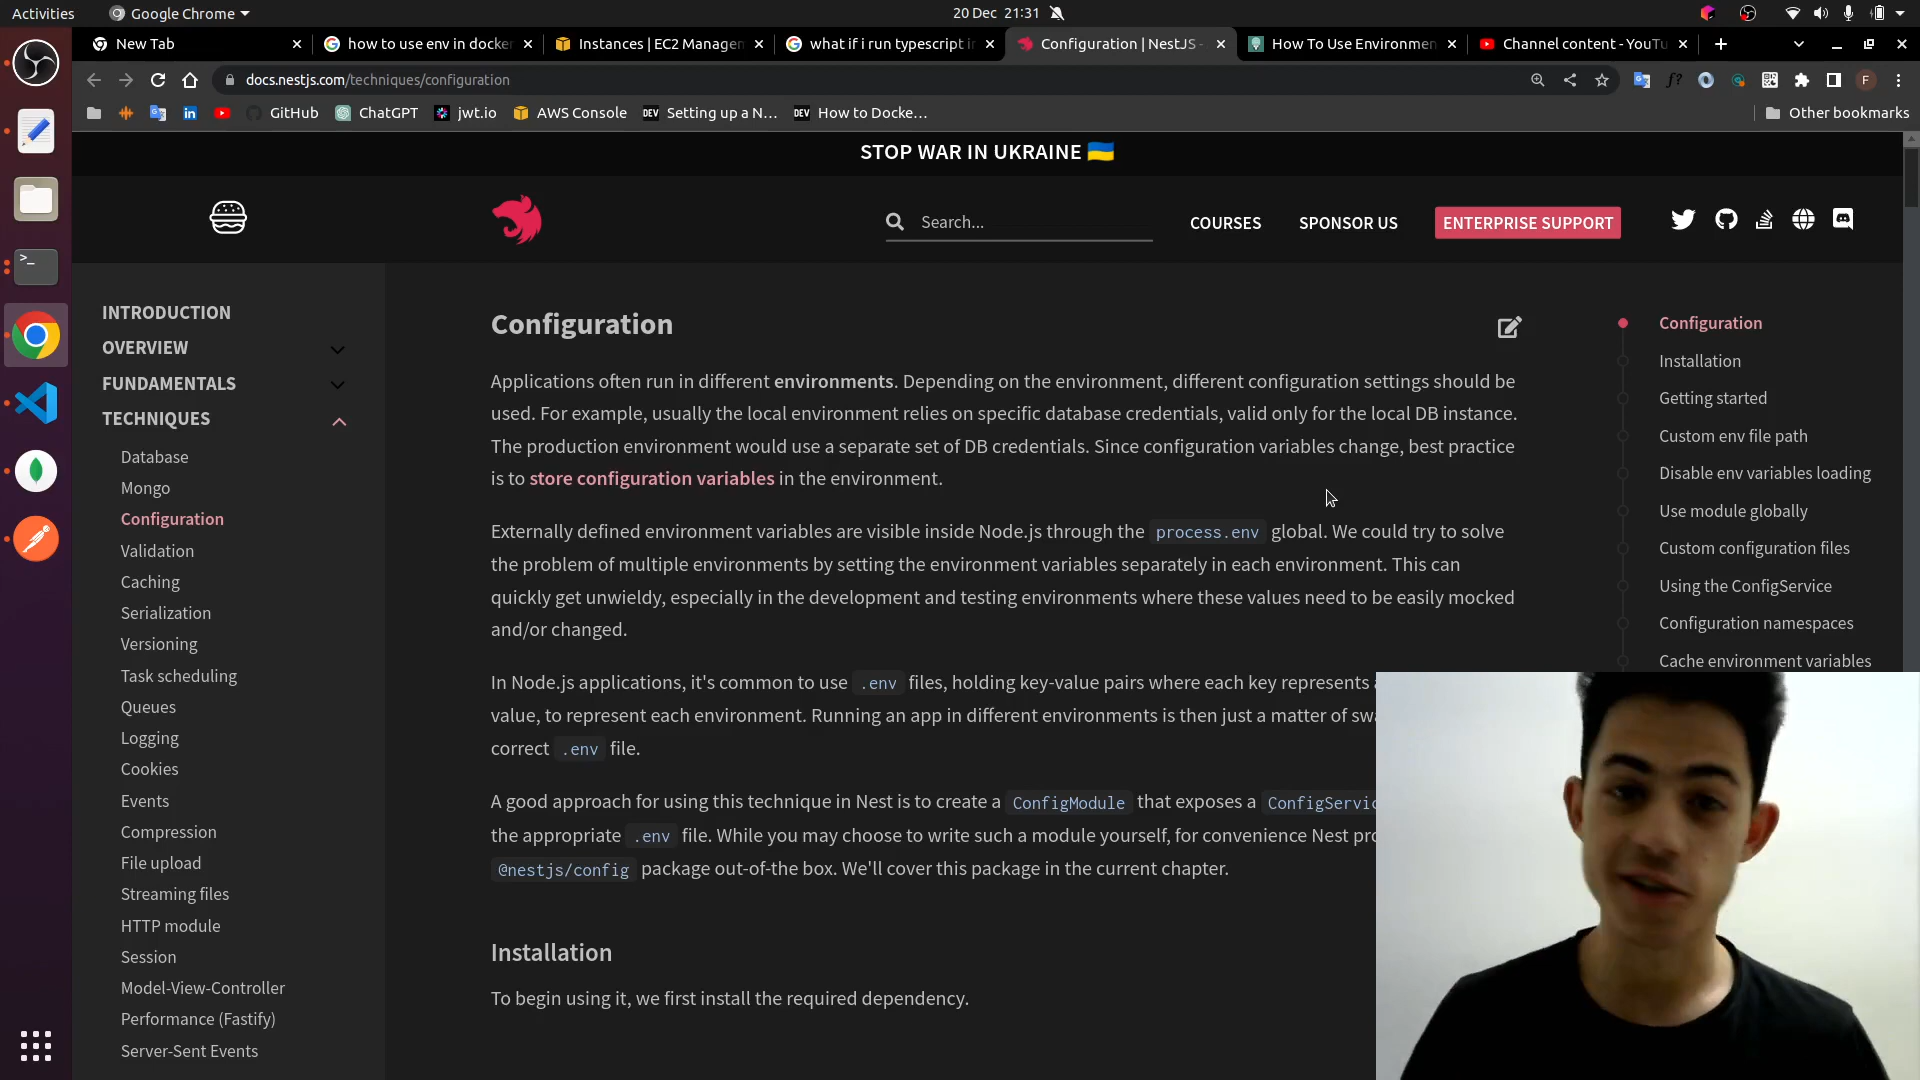 Activities
Google Chrome
20 Dec 21:31
New Tab
how to use env in docker
Instances | EC2 Managem
what if i run typescript in
Configuration | NestJS -
How To Use Environmen
Channel content - YouTu
docs.nestjs.com/techniques/configuration
f?
F
GitHub
ChatGPT
jwt.io
AWS Console
DEV Setting up a N...
DEV How to Docke...
Other bookmarks
STOP WAR IN UKRAINE
Search...
COURSES
SPONSOR US
ENTERPRISE SUPPORT
INTRODUCTION
OVERVIEW
FUNDAMENTALS
TECHNIQUES
Database
Mongo
Configuration
Validation
Caching
Serialization
Versioning
Task scheduling
Queues
Logging
Cookies
Events
Compression
File upload
Streaming files
HTTP module
Session
Model-View-Controller
Performance (Fastify)
Server-Sent Events
Configuration
Applications often run in different environments. Depending on the environment, different configuration settings should be
used. For example, usually the local environment relies on specific database credentials, valid only for the local DB instance.
The production environment would use a separate set of DB credentials. Since configuration variables change, best practice
is to store configuration variables in the environment.
Externally defined environment variables are visible inside Node.js through the process.env global. We could try to solve
the problem of multiple environments by setting the environment variables separately in each environment. This can
quickly get unwieldy, especially in the development and testing environments where these values need to be easily mocked
and/or changed.
In Node.js applications, it's common to use .env files, holding key-value pairs where each key represents
value, to represent each environment. Running an app in different environments is then just a matter of swa
correct .env file.
A good approach for using this technique in Nest is to create a ConfigModule that exposes a ConfigServic
the appropriate .env file. While you may choose to write such a module yourself, for convenience Nest pro
@nestjs/config package out-of-the box. We'll cover this package in the current chapter.
Installation
To begin using it, we first install the required dependency.
Configuration
Installation
Getting started
Custom env file path
Disable env variables loading
Use module globally
Custom configuration files
Using the ConfigService
Configuration namespaces
Cache environment variables